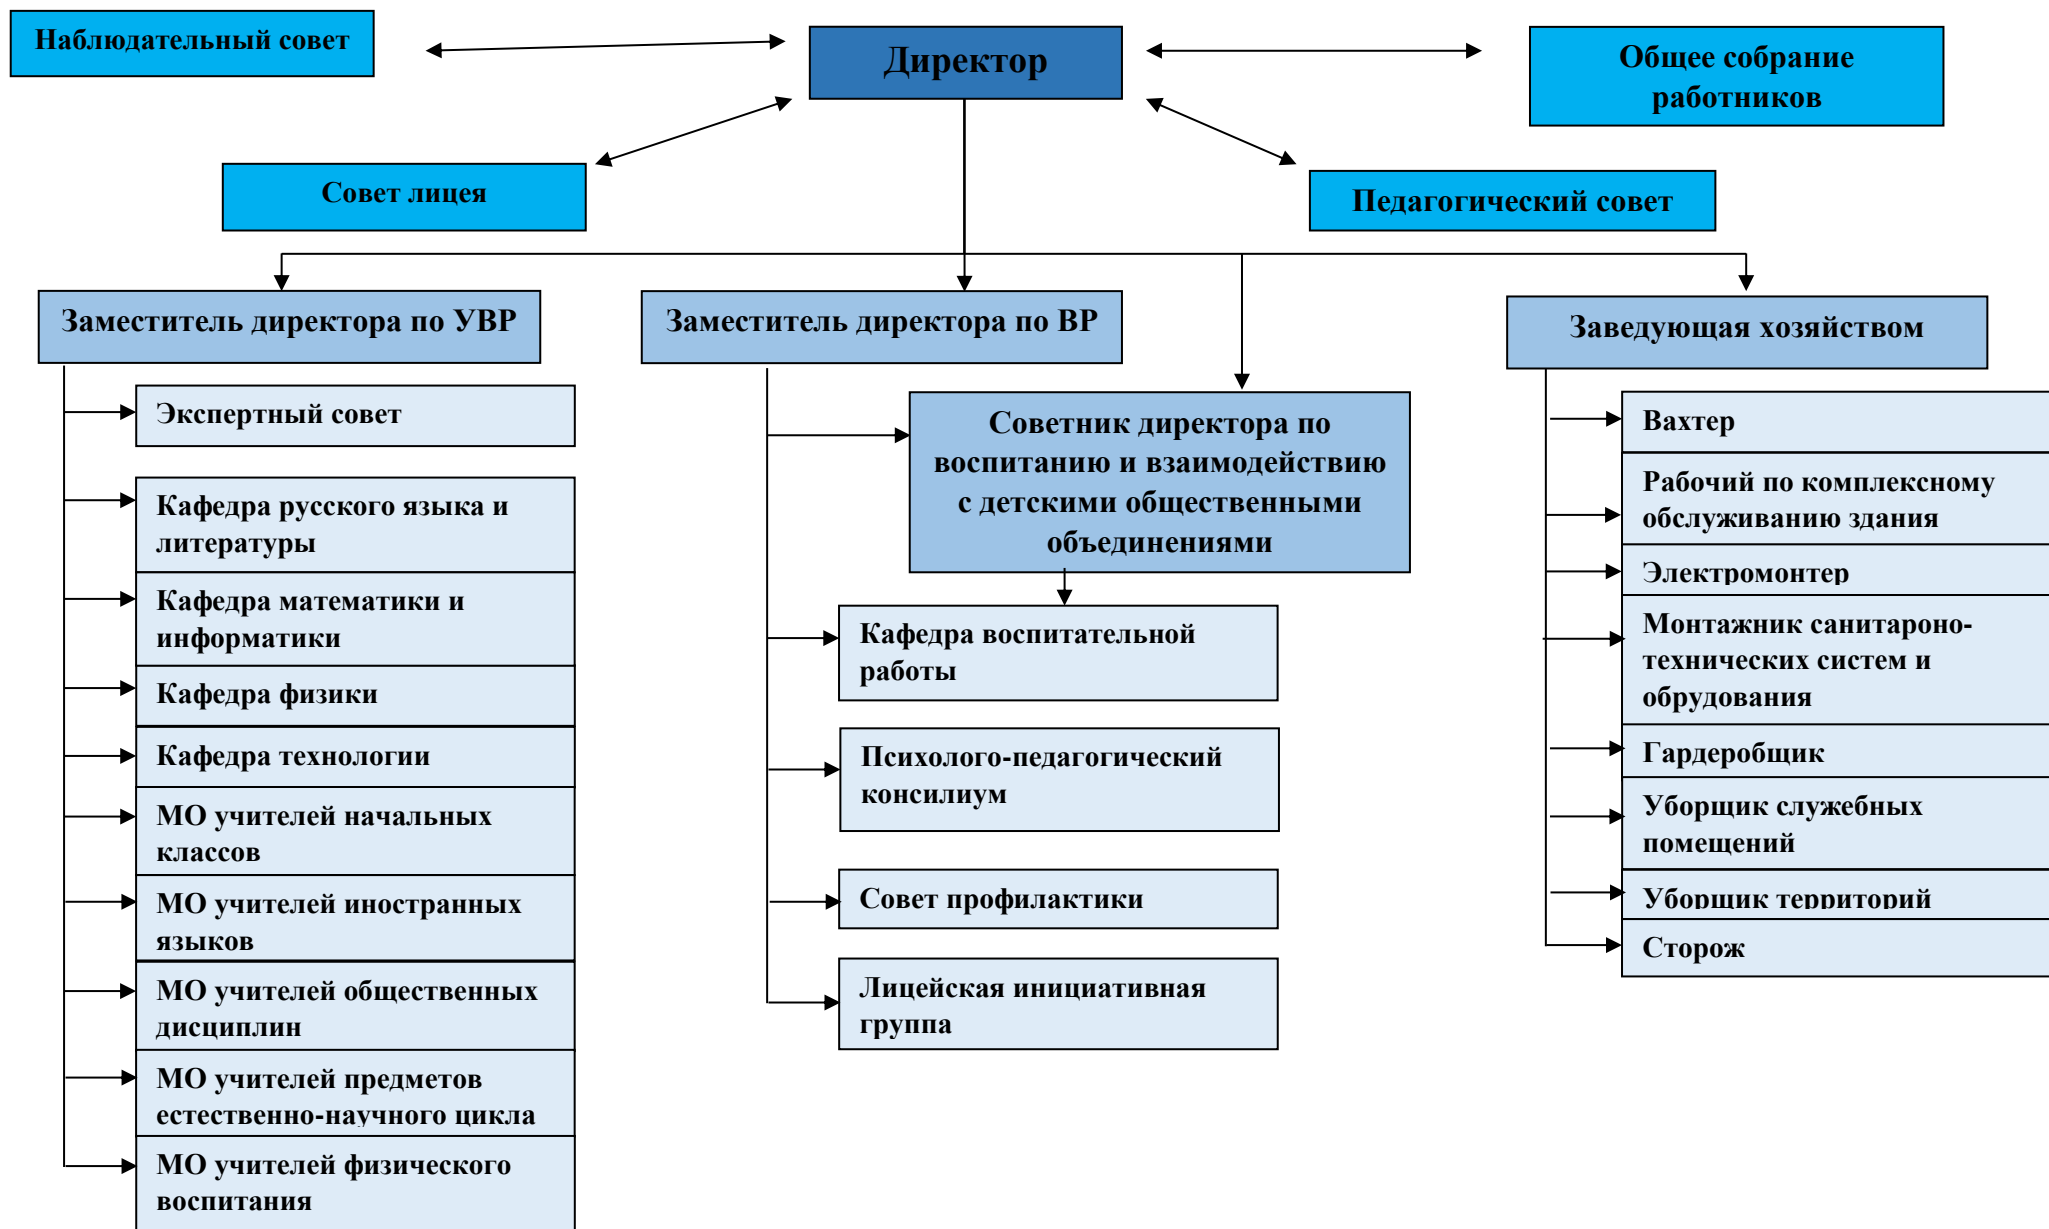 Наблюдательный совет
Директор
Общее собрание
работников
Совет лицея
Педагогический совет
Заместитель директора по УВР
Экспертный совет
Кафедра русского языка и
литературы
Кафедра математики и
информатики
Кафедра физики
Кафедра технологии
МО учителей начальных
классов
МО учителей иностранных
языков
МО учителей общественных
дисциплин
МО учителей предметов
естественно-научного цикла
МО учителей физического
воспитания
Заместитель директора по ВР
Советник директора по
воспитанию и взаимодействию
с детскими общественными
объединениями
Кафедра воспитательной
работы
Психолого-педагогический
консилиум
Совет профилактики
Лицейская инициативная
группа
Заведующая хозяйством
Вахтер
Рабочий по комплексному
обслуживанию здания
Электромонтер
Монтажник санитароно-
технических систем и
обрудования
Гардеробщик
Уборщик служебных
помещений
Уборщик территорий
Сторож